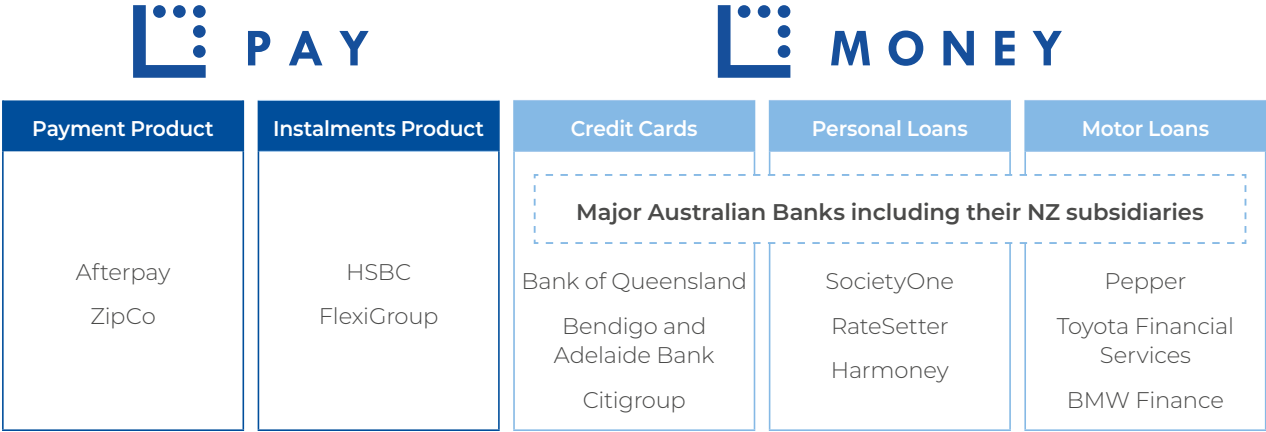 PAY
MONEY
Payment Product
Instalments Product
Credit Cards
Personal Loans
Motor Loans
Major Australian Banks including their NZ subsidiaries
Afterpay
ZipCo
HSBC
FlexiGroup
Bank of Queensland
Bendigo and
Adelaide Bank
Citigroup
SocietyOne
RateSetter
Harmoney
Pepper
Toyota Financial
Services
BMW Finance